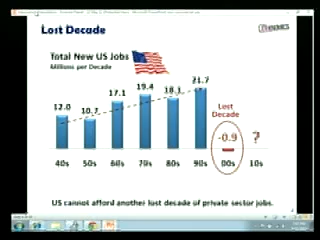 Lost Decade
Total New US Jobs
Millions per Decade
12.0 10.7 17.1 19.4 18.1 21.7
Lost
Decade
-0.9 ?
40s 50s 60s 70s 80s 90s 00s 10s
US cannot afford another lost decade of private sector jobs.